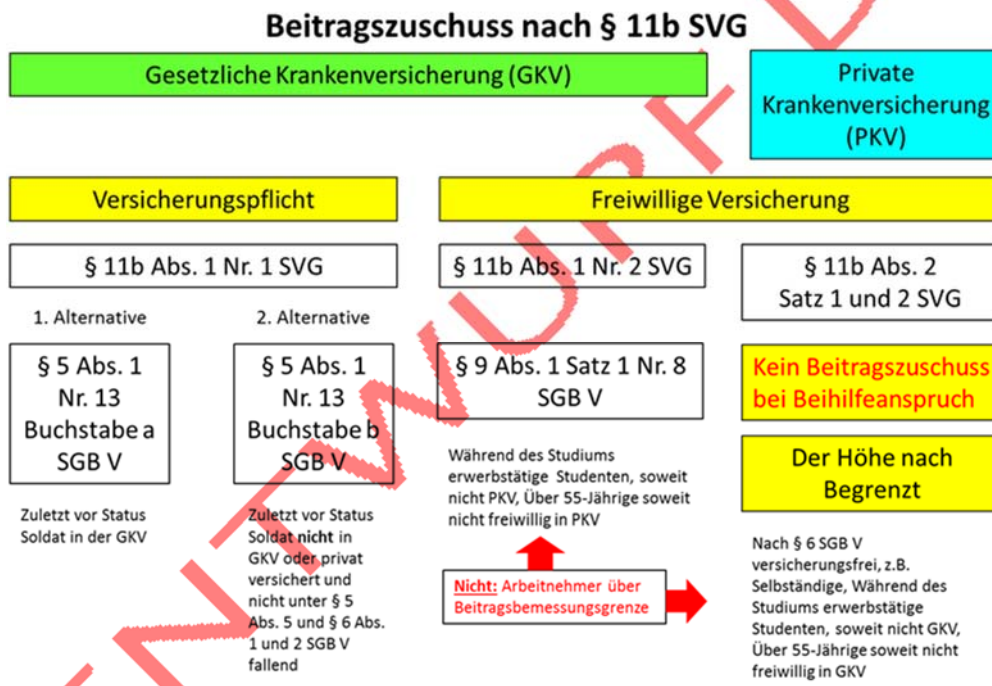 Beitragszuschuss nach § 11b SVG
Gesetzliche Krankenversicherung (GKV)
Private
Krankenversicherung
(PKV)
Versicherungspflicht
Freiwillige Versicherung
§ 11b Abs. 1 Nr. 1 SVG
§ 11b Abs. 1 Nr. 2 SVG
§ 11b Abs. 2
Satz 1 und 2 SVG
1. Alternative
2. Alternative
§ 5 Abs. 1
Nr. 13
Buchstabe a
SGB V
§ 5 Abs. 1
Nr. 13
Buchstabe b
SGB V
§ 9 Abs. 1 Satz 1 Nr. 8
SGB V
Kein Beitragszuschuss
bei Beihilfeanspruch
Der Höhe nach
Begrenzt
Zuletzt vor Status
Soldat in der GKV
Zuletzt vor Status
Soldat nicht in
GKV oder privat
versichert und
nicht unter § 5
Abs. 5 und § 6 Abs.
1 und 2 SGB V
fallend
Während des Studiums
erwerbstätige Studenten, soweit
nicht PKV, Über 55-Jährige soweit
nicht freiwillig in PKV
Nicht: Arbeitnehmer über
Beitragsbemessungsgrenze
Nach § 6 SGB V
versicherungsfrei, z.B.
Selbständige, Während des
Studiums erwerbstätige
Studenten, soweit nicht GKV,
Über 55-Jährige soweit nicht
freiwillig in GKV
ENTWURF